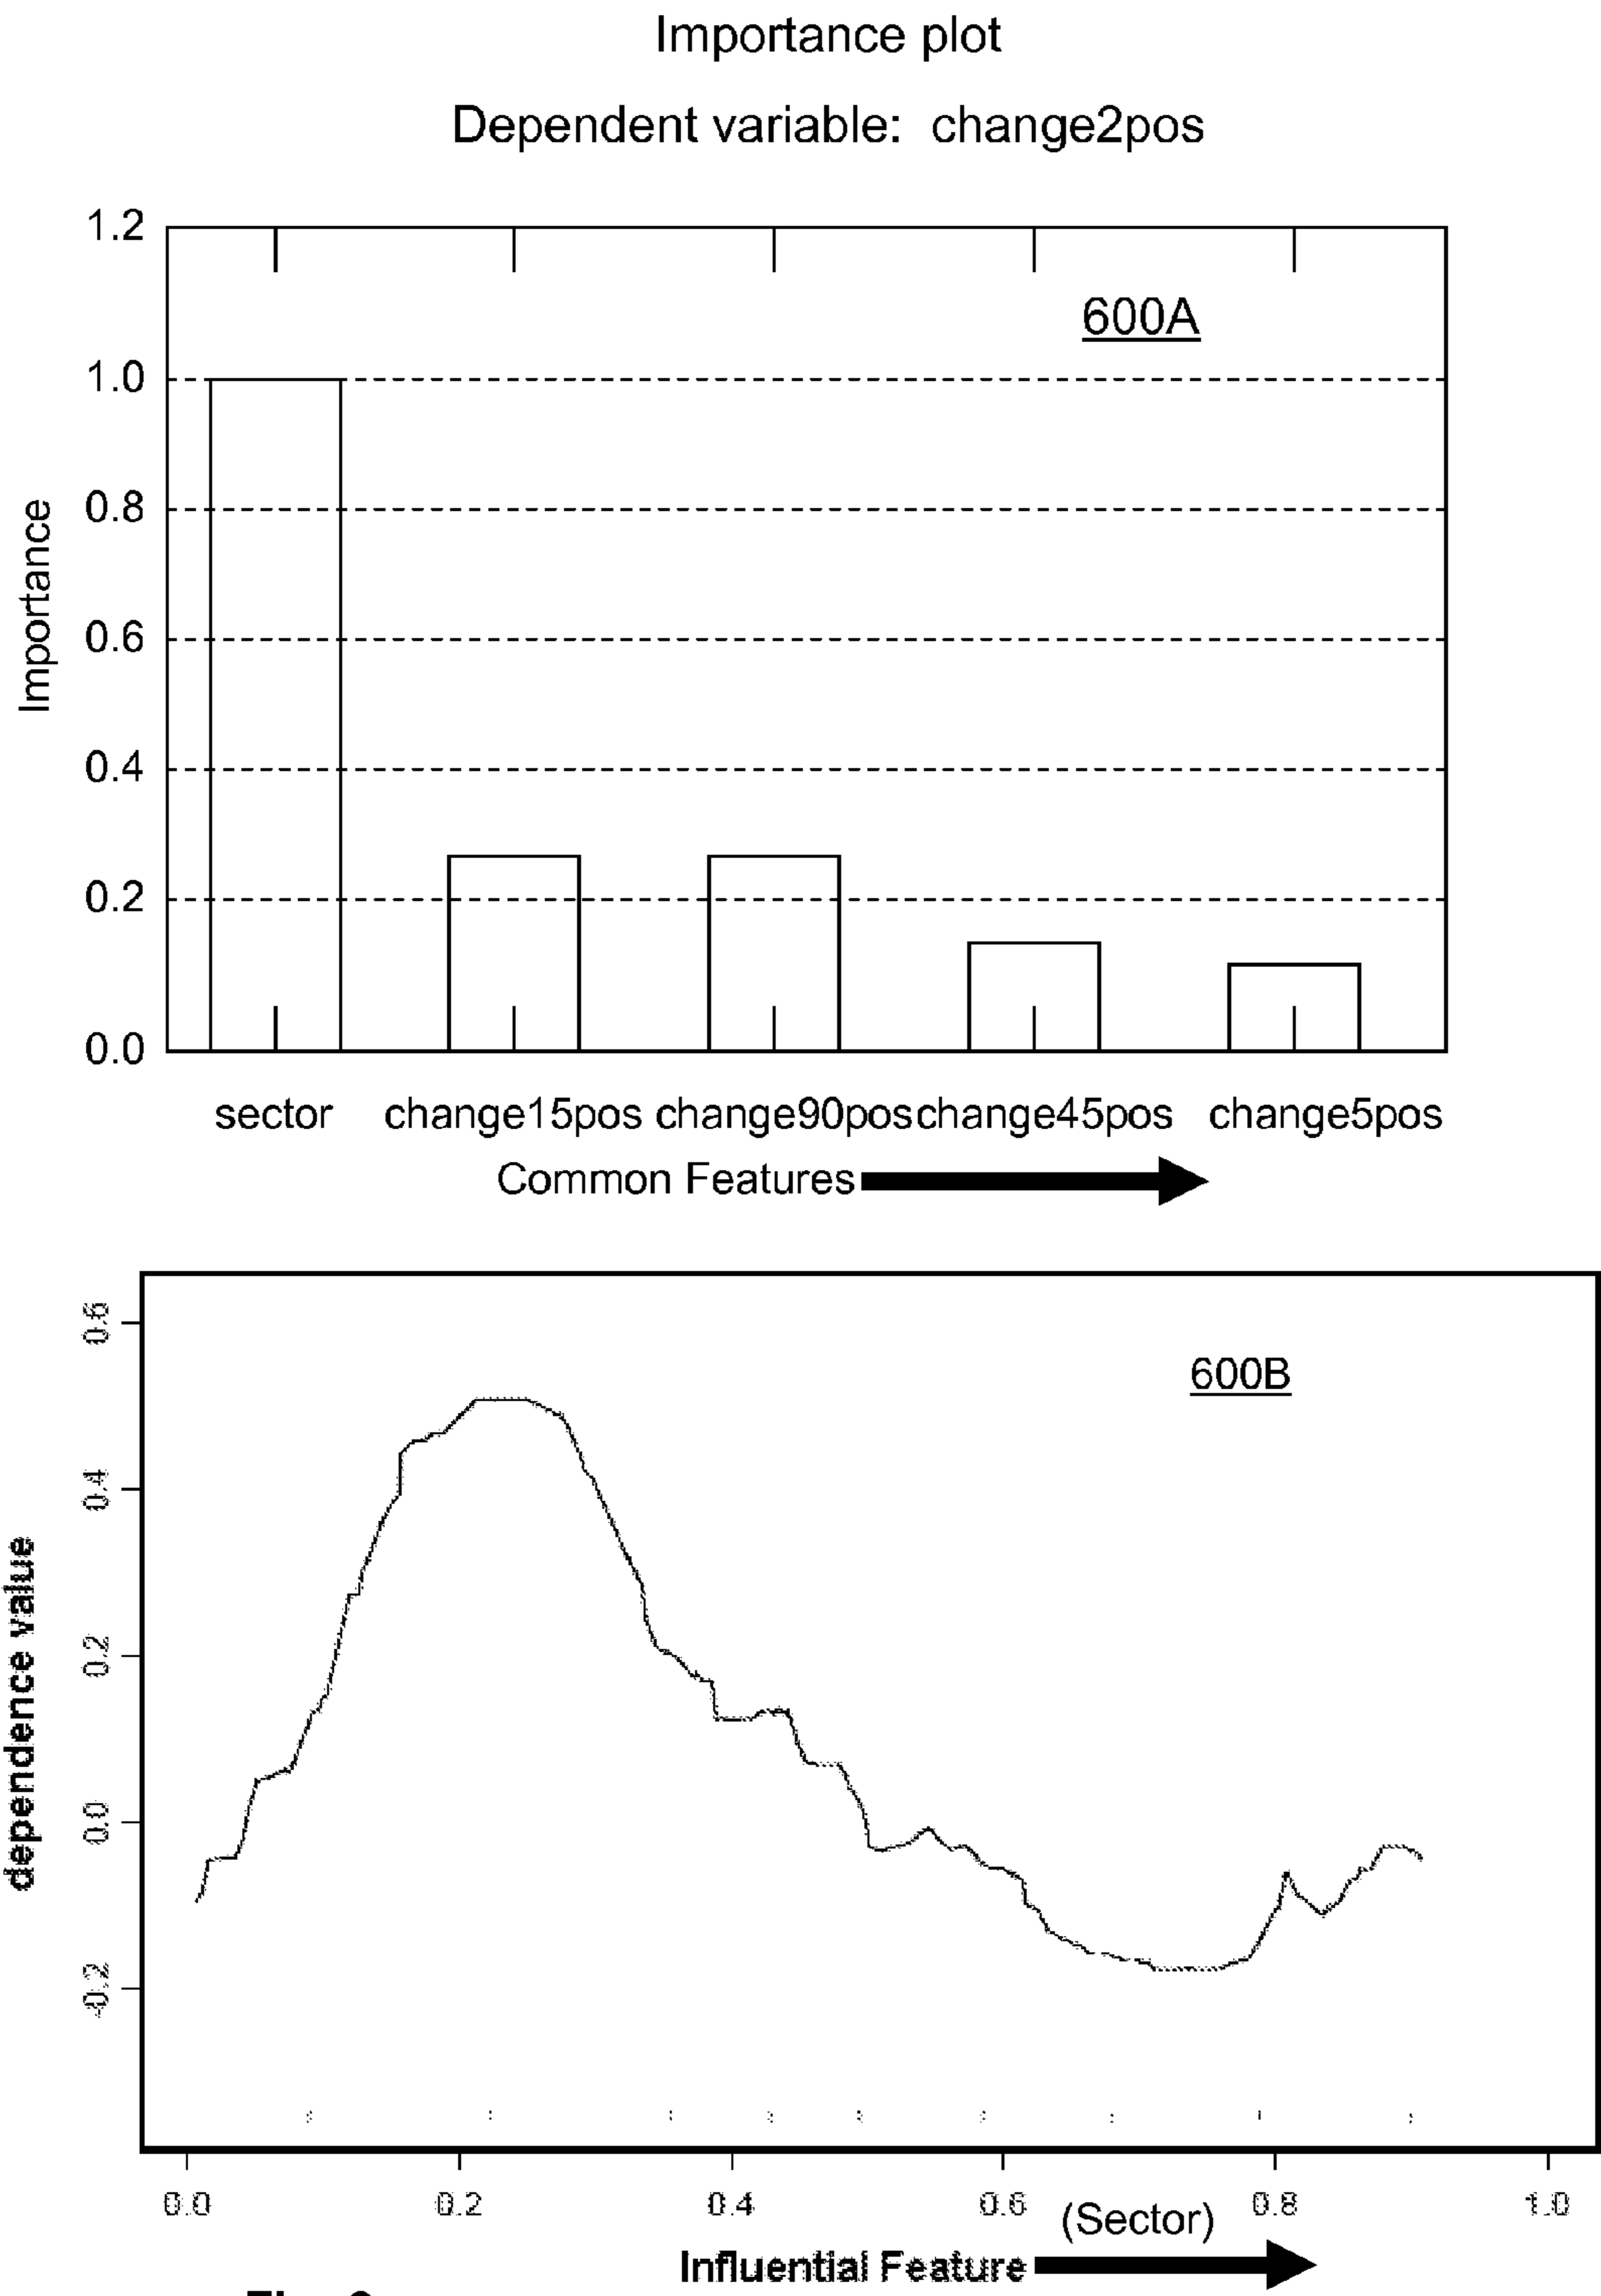 Importance plot
Dependent variable: change2pos
1.2
600A
1.0
0.8
0.6
0.4
0.2
0.0
Importance
sector change15pos change90pos change45pos change5pos
Common Features
0.6
600B
0.4
0.2
0.0
-0.2
dependence value
0.0 0.2 0.4 0.6 0.8 1.0
(Sector)
Influential Feature